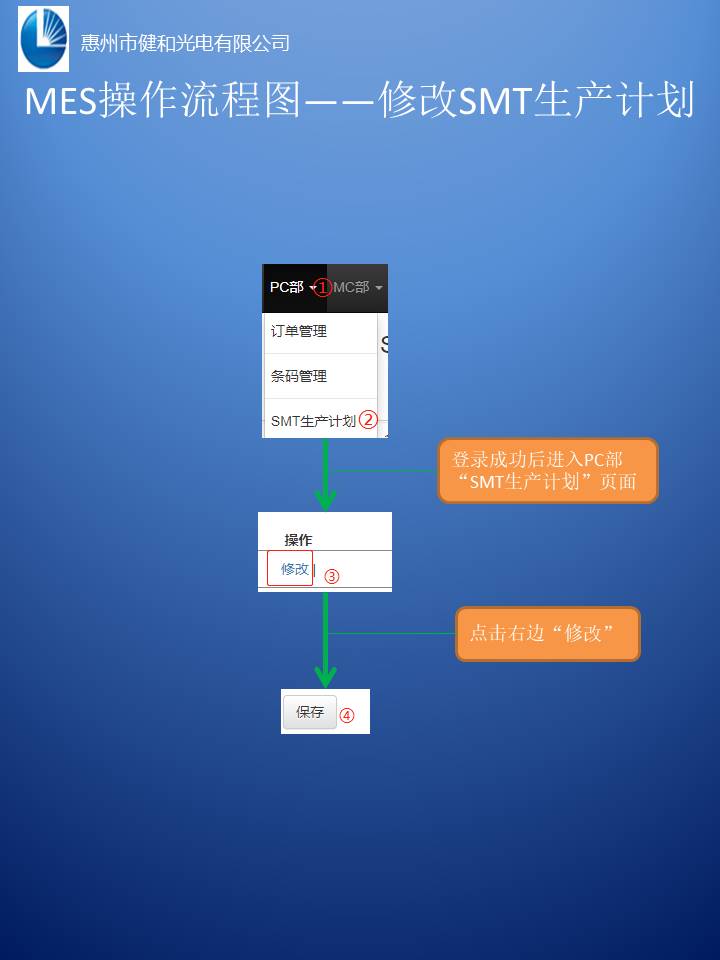 惠州市健和光电有限公司
MES操作流程图——修改SMT生产计划
PC部 ① MC部
订单管理
S
条码管理
SMT生产计划 ②
登录成功后进入PC部
“SMT生产计划”页面
操作
修改 | ③
点击右边“修改”
保存 ④